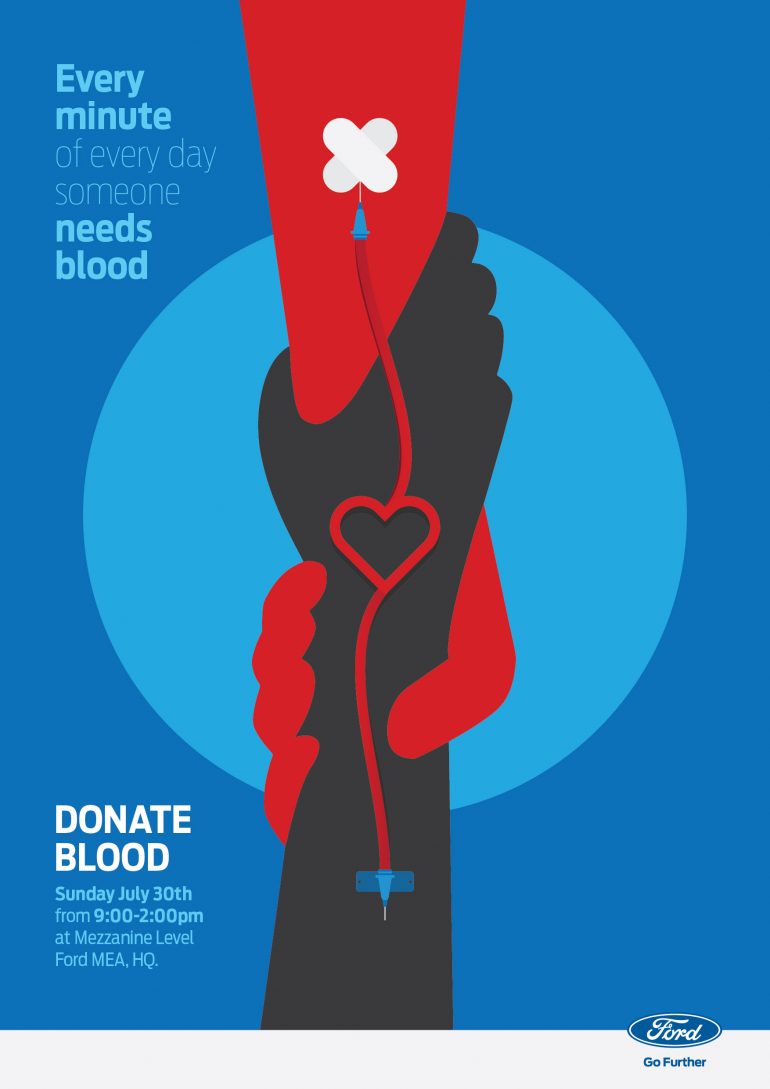 Every
minute
of every day
someone
needs
blood
DONATE
BLOOD
Sunday July 30th
from 9:00-2:00pm
at Mezzanine Level
Ford MEA, HQ.
Ford
Go Further